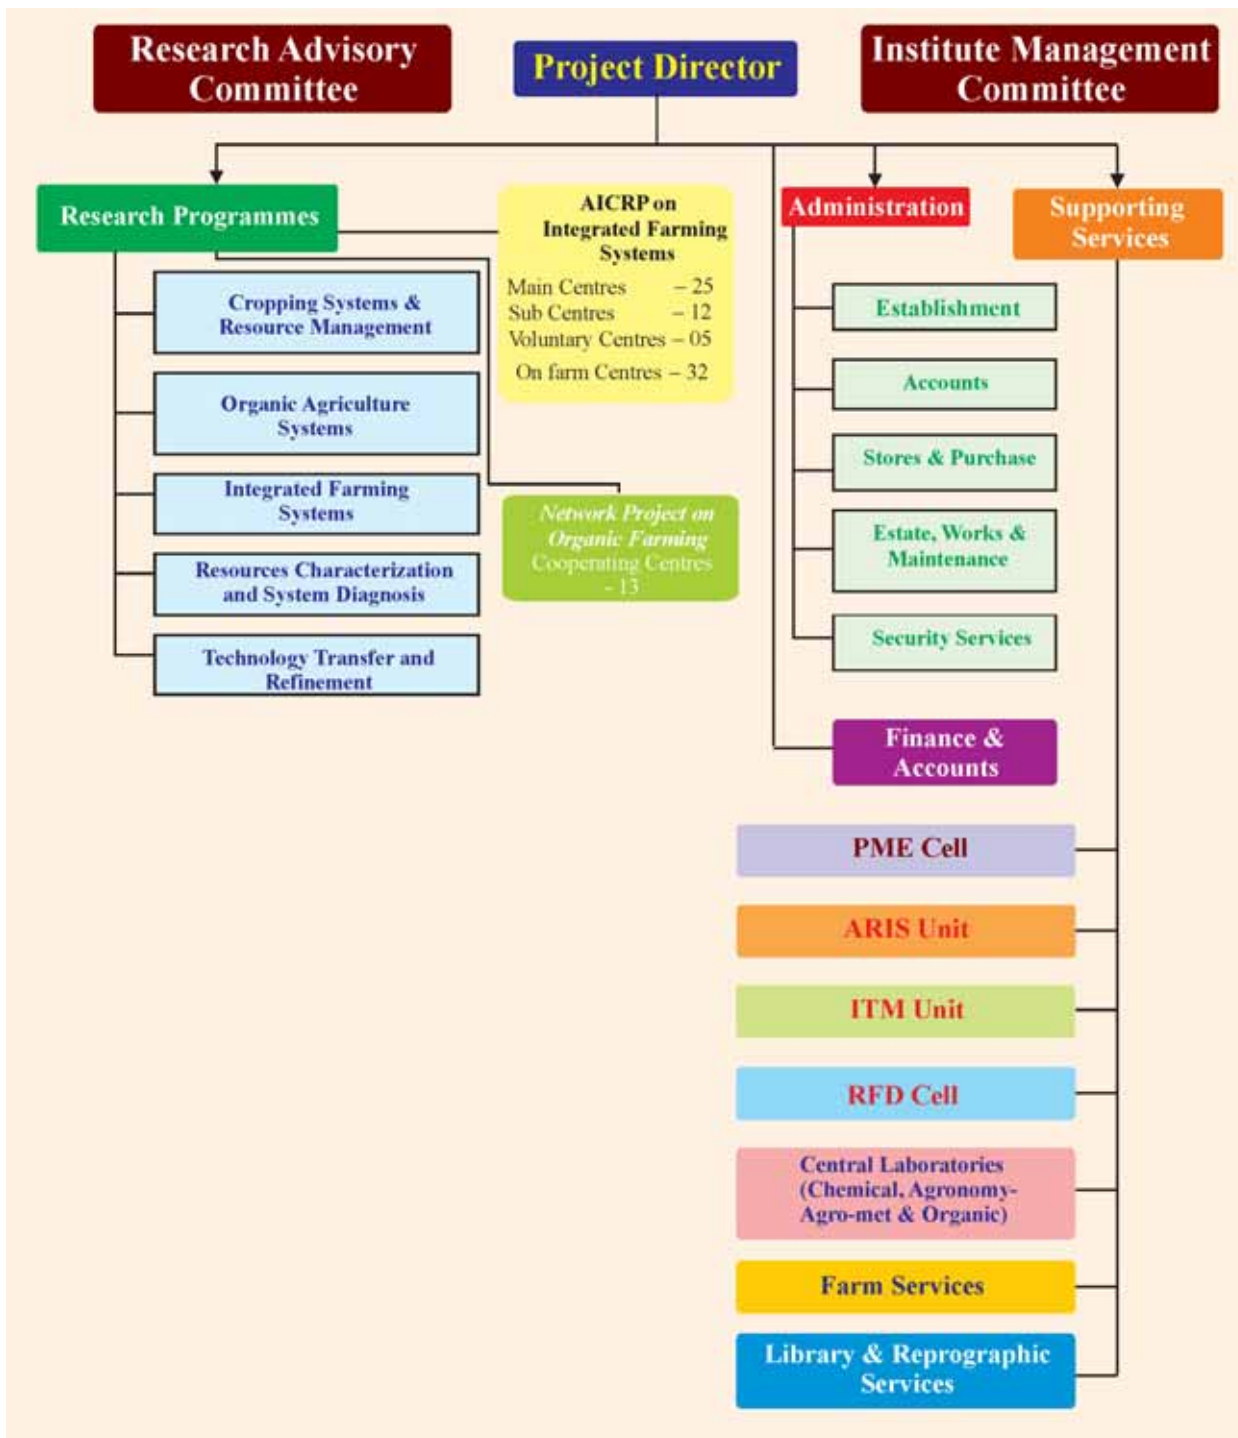 Research Advisory
Committee
Project Director
Institute Management
Committee
Research Programmes
Cropping Systems &
Resource Management
Organic Agriculture
Systems
Integrated Farming
Systems
Resources Characterization
and System Diagnosis
Technology Transfer and
Refinement
AICRP on
Integrated Farming
Systems
Main Centres – 25
Sub Centres – 12
Voluntary Centres – 05
On farm Centres – 32
Network Project on
Organic Farming
Cooperating Centres
- 13
Administration
Establishment
Accounts
Stores & Purchase
Estate, Works &
Maintenance
Security Services
Finance &
Accounts
Supporting
Services
PME Cell
ARIS Unit
ITM Unit
RFD Cell
Central Laboratories
(Chemical, Agronomy-
Agro-met & Organic)
Farm Services
Library & Reprographic
Services